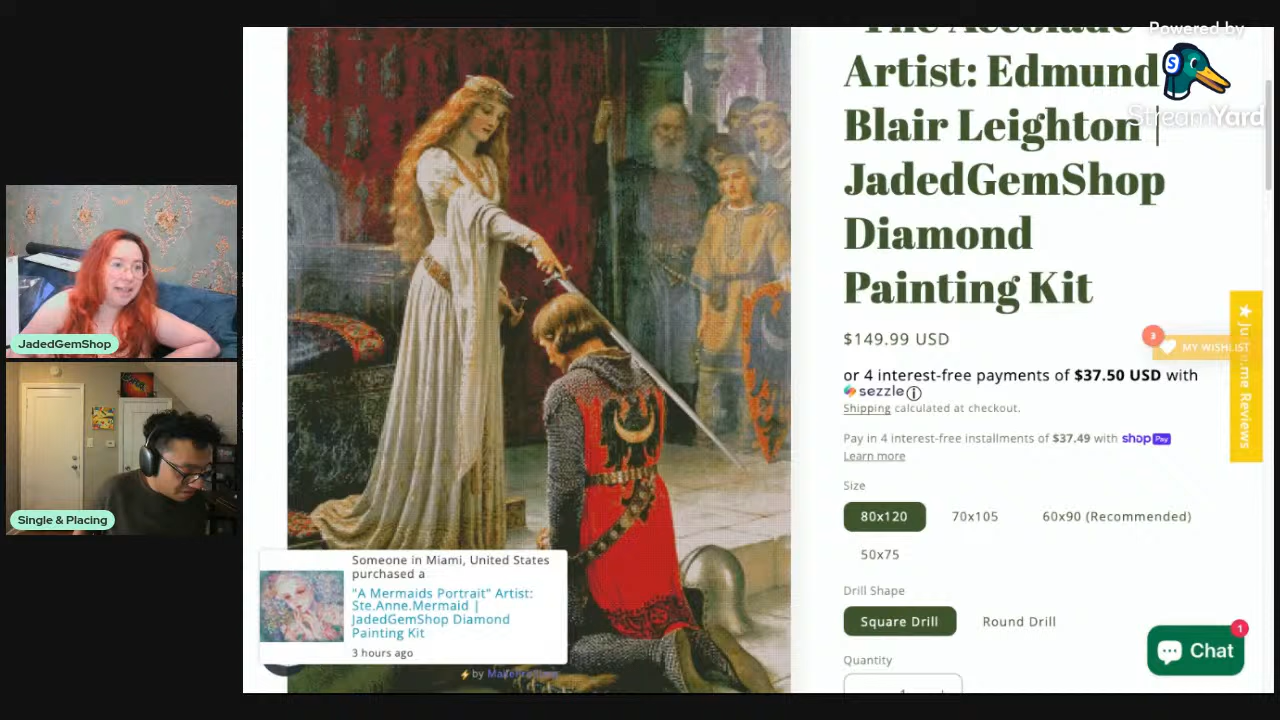 Powered by
StreamYard
"The Accolade"
Artist: Edmund
Blair Leighton |
JadedGemShop
Diamond
Painting Kit
$149.99 USD
3
MY WISHLIST
or 4 interest-free payments of $37.50 USD with
sezzle
Shipping calculated at checkout.
Pay in 4 interest-free installments of $37.49 with shop Pay
Learn more
Size
80x120
70x105
60x90 (Recommended)
50x75
Drill Shape
Square Drill
Round Drill
Quantity
1
Chat
★ Judge.me Reviews
JadedGemShop
Single & Placing
Someone in Miami, United States
purchased a
"A Mermaids Portrait" Artist:
Ste.Anne.Mermaid |
JadedGemShop Diamond
Painting Kit
3 hours ago
by